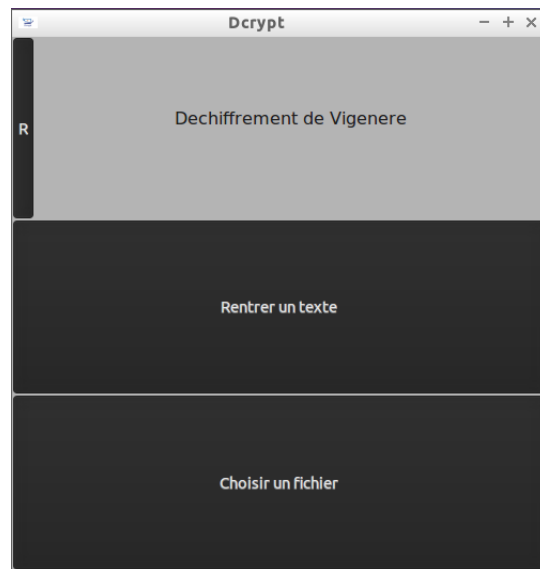 Dcrypt
R
Dechiffrement de Vigenere
Rentrer un texte
Choisir un fichier